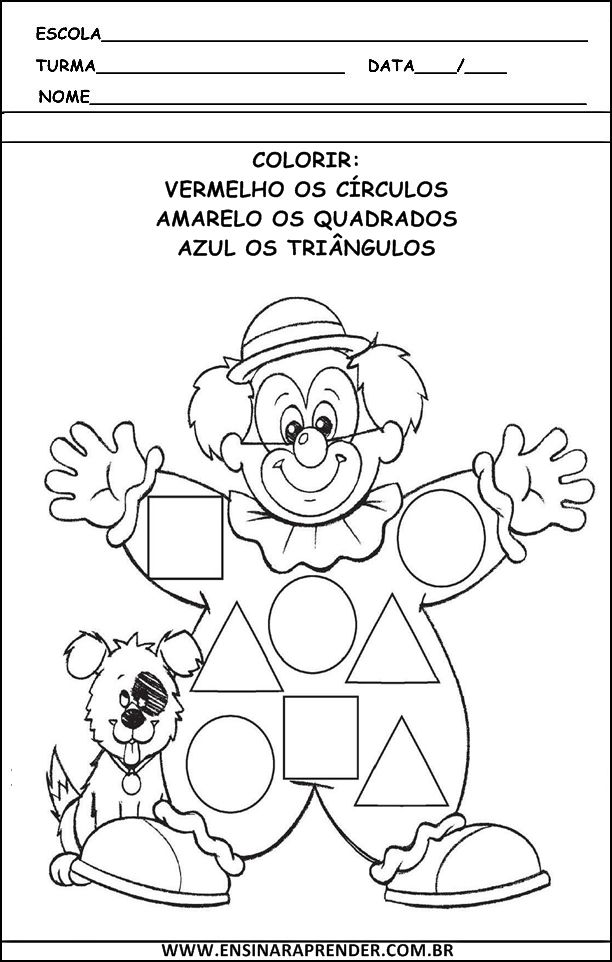 ESCOLA
TURMA DATA / 
NOME
COLORIR:
VERMELHO OS CÍRCULOS
AMARELO OS QUADRADOS
AZUL OS TRIÂNGULOS
WWW.ENSINARAPRENDER.COM.BR